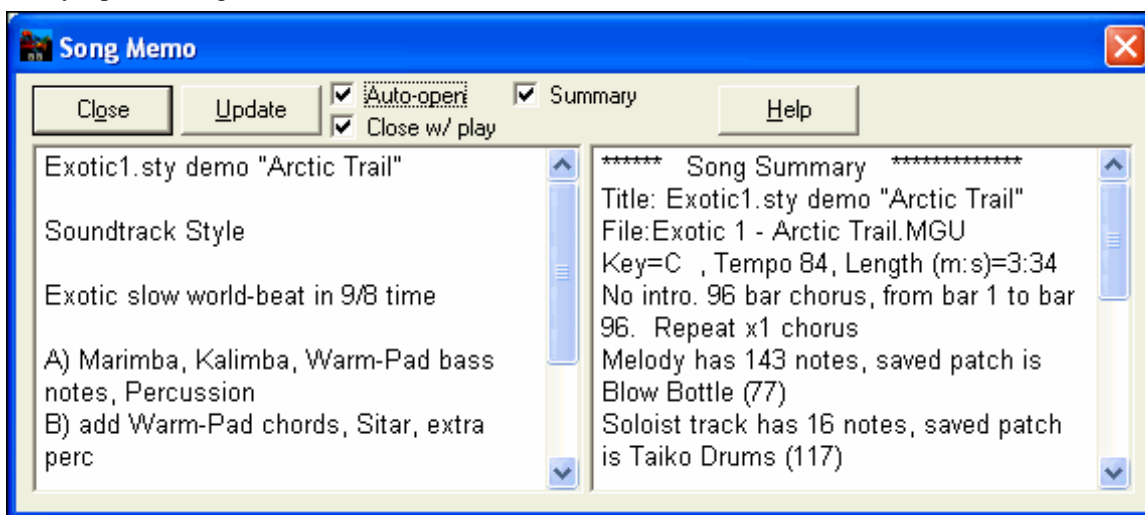 Song Memo
Close
Update
Auto-open
Summary
Close w/ play
Help
Exotic1.sty demo "Arctic Trail"
Soundtrack Style
Exotic slow world-beat in 9/8 time
A) Marimba, Kalimba, Warm-Pad bass
notes, Percussion
B) add Warm-Pad chords, Sitar, extra
perc
****** Song Summary *************
Title: Exotic1.sty demo "Arctic Trail"
File:Exotic 1 - Arctic Trail.MGU
Key=C , Tempo 84, Length (m:s)=3:34
No intro. 96 bar chorus, from bar 1 to bar
96. Repeat x1 chorus
Melody has 143 notes, saved patch is
Blow Bottle (77)
Soloist track has 16 notes, saved patch
is Taiko Drums (117)